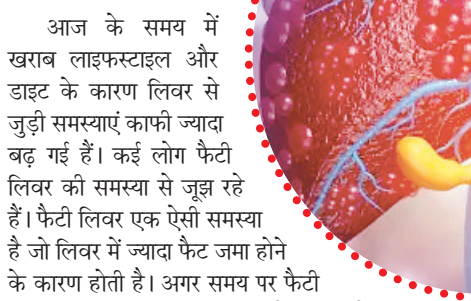 आज के समय में
खराब लाइफस्टाइल और
डाइट के कारण लिवर से
जुड़ी समस्याएं काफी ज्यादा
बढ़ गई हैं। कई लोग फैटी
लिवर की समस्या से जूझ रहे
हैं। फैटी लिवर एक ऐसी समस्या
है जो लिवर में ज्यादा फैट जमा होने
के कारण होती है। अगर समय पर फैटी